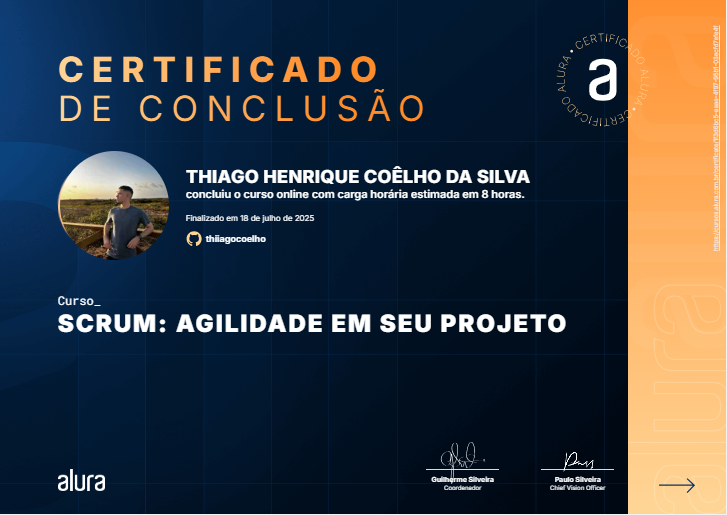 CERTIFICADO
DE CONCLUSÃO
CERTIFICADO ALURA • CERTIFICADO ALURA •
a
THIAGO HENRIQUE COÊLHO DA SILVA
concluiu o curso online com carga horária estimada em 8 horas.
Finalizado em 18 de julho de 2025
thiiagocoelho
Curso_
SCRUM: AGILIDADE EM SEU PROJETO
alura
Guilherme Silveira
Coordenador
Paulo Silveira
Chief Vision Officer
alura